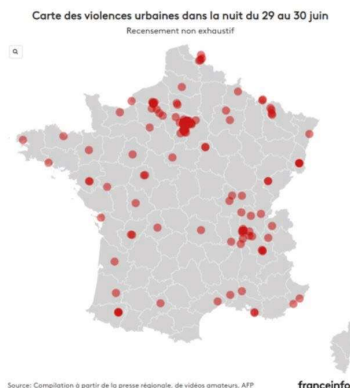 Carte des violences urbaines dans la nuit du 29 au 30 juin
Recensement non exhaustif
Source: Compilation à partir de la presse régionale, de vidéos amateurs, AFP
franceinfo